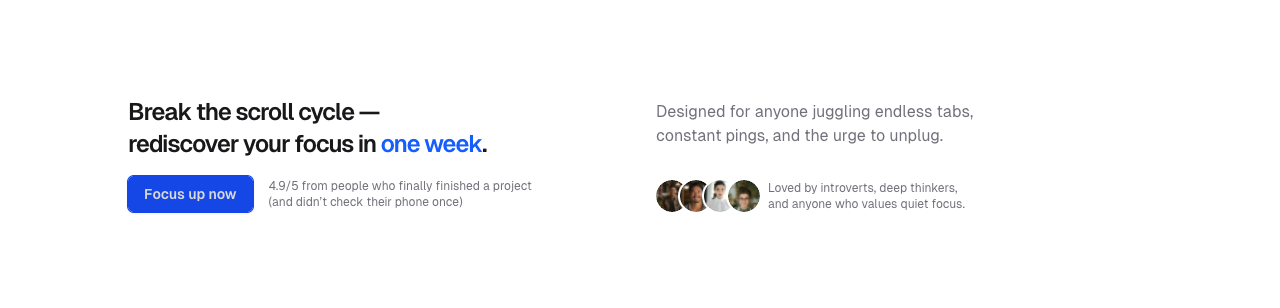 Break the scroll cycle —
rediscover your focus in one week.
Focus up now
4.9/5 from people who finally finished a project
(and didn't check their phone once)
Designed for anyone juggling endless tabs,
constant pings, and the urge to unplug.
Loved by introverts, deep thinkers,
and anyone who values quiet focus.